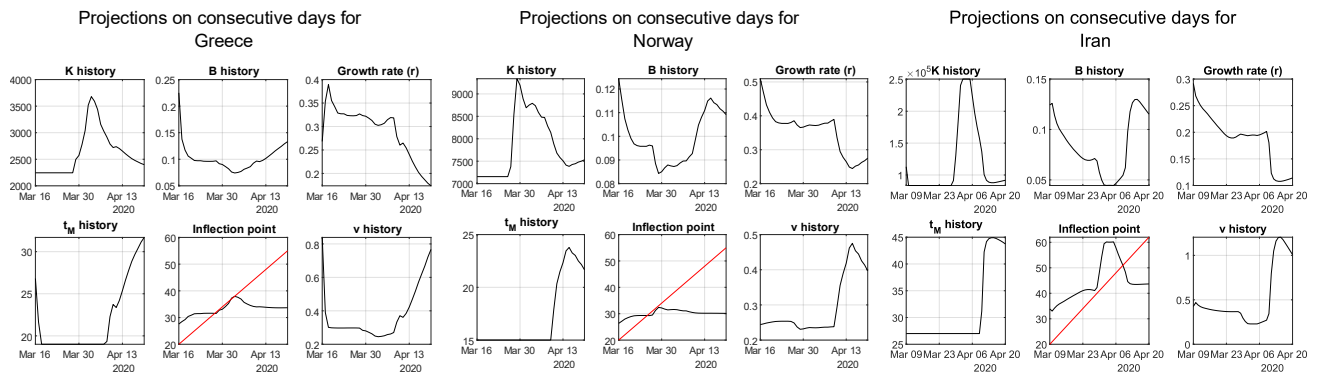 Projections on consecutive days for
Greece
K history
4000
3500
3000
2500
2000
Mar 16
Mar 30
Apr 13
2020
B history
0.25
0.2
0.15
0.1
0.05
Mar 16
Mar 30
Apr 13
2020
Growth rate (r)
0.4
0.3
0.2
Mar 16
Mar 30
Apr 13
2020
t_M history
30
25
20
Mar 16
Mar 30
Apr 13
2020
Inflection point
60
50
40
30
20
Mar 16
Mar 30
Apr 13
2020
v history
0.8
0.6
0.4
0.2
Mar 16
Mar 30
Apr 13
2020
Projections on consecutive days for
Norway
K history
9000
8500
8000
7500
7000
Mar 16
Mar 30
Apr 13
2020
B history
0.12
0.1
0.08
Mar 16
Mar 30
Apr 13
2020
Growth rate (r)
0.5
0.4
0.3
0.2
Mar 16
Mar 30
Apr 13
2020
t_M history
25
20
15
Mar 16
Mar 30
Apr 13
2020
Inflection point
60
50
40
30
20
Mar 16
Mar 30
Apr 13
2020
v history
0.5
0.4
0.3
0.2
Mar 16
Mar 30
Apr 13
2020
Projections on consecutive days for
Iran
×10^5
K history
2.5
2
1.5
1
Mar 09
Mar 23
Apr 06
Apr 20
2020
B history
0.15
0.1
0.05
Mar 09
Mar 23
Apr 06
Apr 20
2020
Growth rate (r)
0.3
0.25
0.2
0.15
0.1
Mar 09
Mar 23
Apr 06
Apr 20
2020
t_M history
45
40
35
30
25
Mar 09
Mar 23
Apr 06
Apr 20
2020
Inflection point
60
50
40
30
20
Mar 09
Mar 23
Apr 06
Apr 20
2020
v history
1
0.5
0
Mar 09
Mar 23
Apr 06
Apr 20
2020